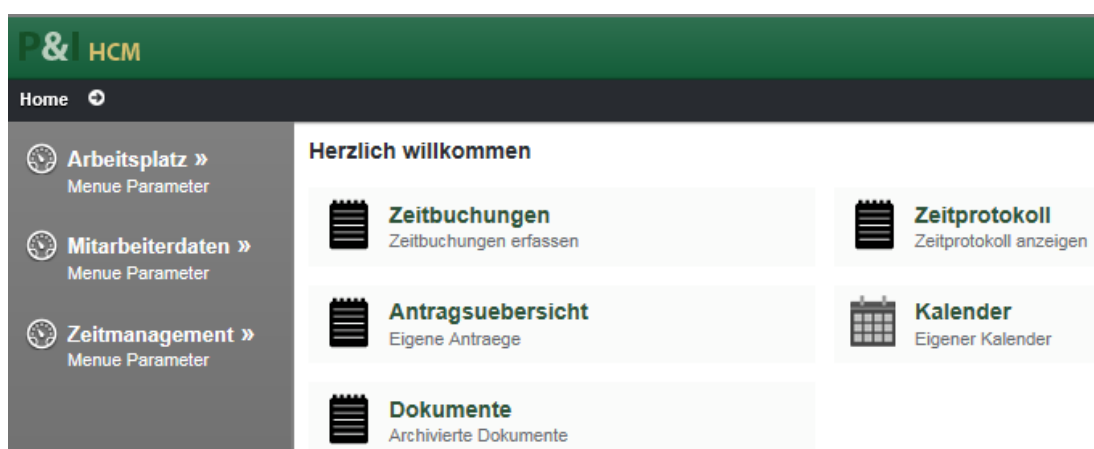 P&I HCM
Home
Arbeitsplatz »
Menue Parameter
Mitarbeiterdaten »
Menue Parameter
Zeitmanagement »
Menue Parameter
Herzlich willkommen
Zeitbuchungen
Zeitbuchungen erfassen
Zeitprotokoll
Zeitprotokoll anzeigen
Antragsuebersicht
Eigene Antraege
Kalender
Eigener Kalender
Dokumente
Archivierte Dokumente